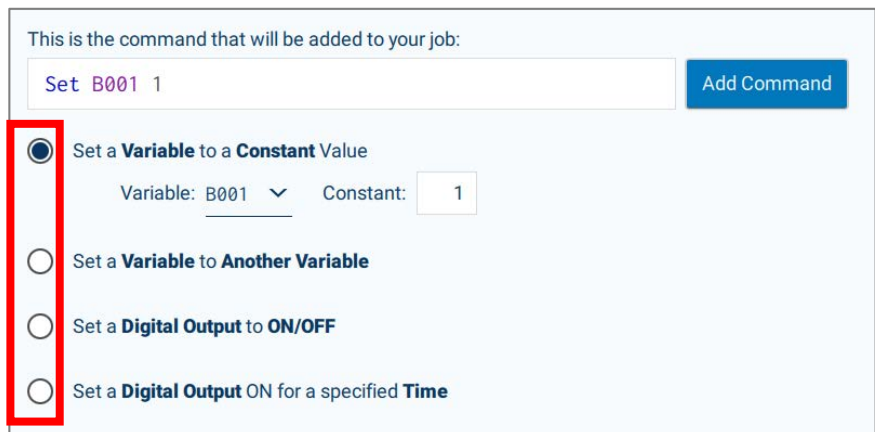 This is the command that will be added to your job:
Set B001 1
Add Command
Set a Variable to a Constant Value
Variable: B001 Constant: 1
Set a Variable to Another Variable
Set a Digital Output to ON/OFF
Set a Digital Output ON for a specified Time